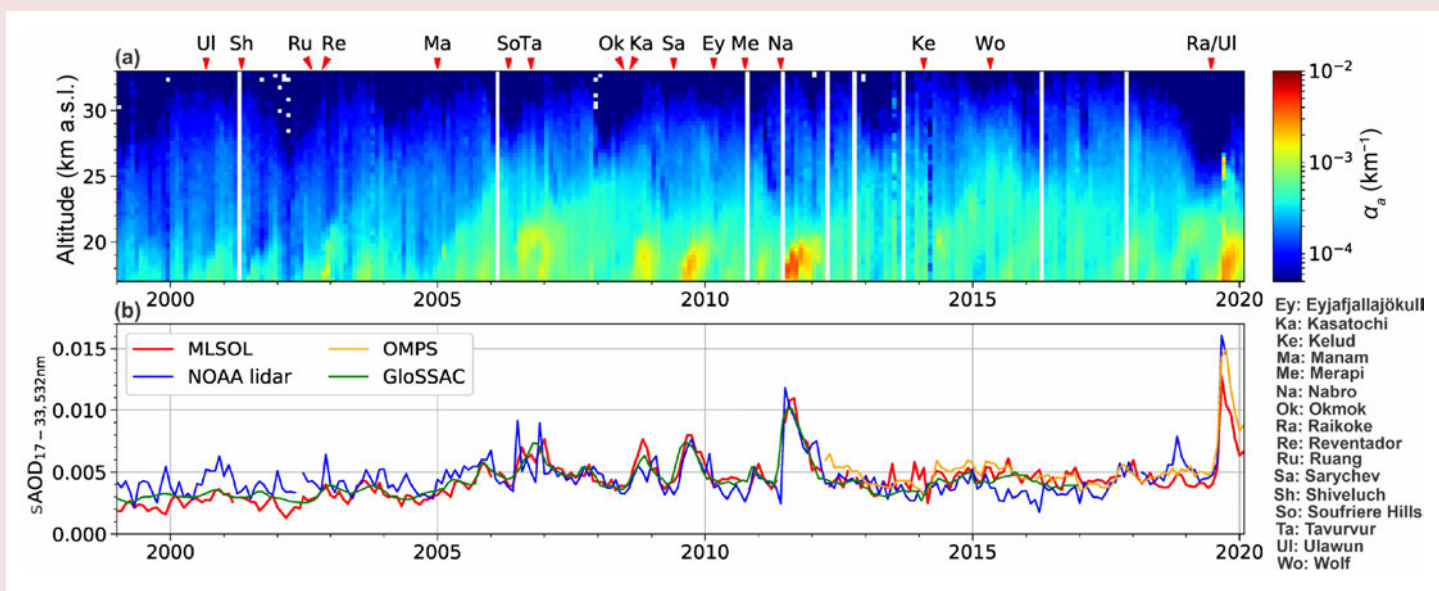 Ul Sh Ru Re Ma SoTa Ok Ka Sa Ey Me Na Ke Wo Ra/Ul
(a)
Altitude (km a.s.l.)
30
25
20
2000 2005 2010 2015 2020
10⁻²
10⁻³
10⁻⁴
αₐ (km⁻¹)
(b)
SAOD₁₇₋₃₃,₅₃₂ₙₘ
0.015
0.010
0.005
0.000
MLSOL OMPS
NOAA lidar GloSSAC
2000 2005 2010 2015 2020
Ey: Eyjafjallajökull
Ka: Kasatochi
Ke: Kelud
Ma: Manam
Me: Merapi
Na: Nabro
Ok: Okmok
Ra: Raikoke
Re: Reventador
Ru: Ruang
Sa: Sarychev
Sh: Shiveluch
So: Soufriere Hills
Ta: Tavurvur
Ul: Ulawun
Wo: Wolf